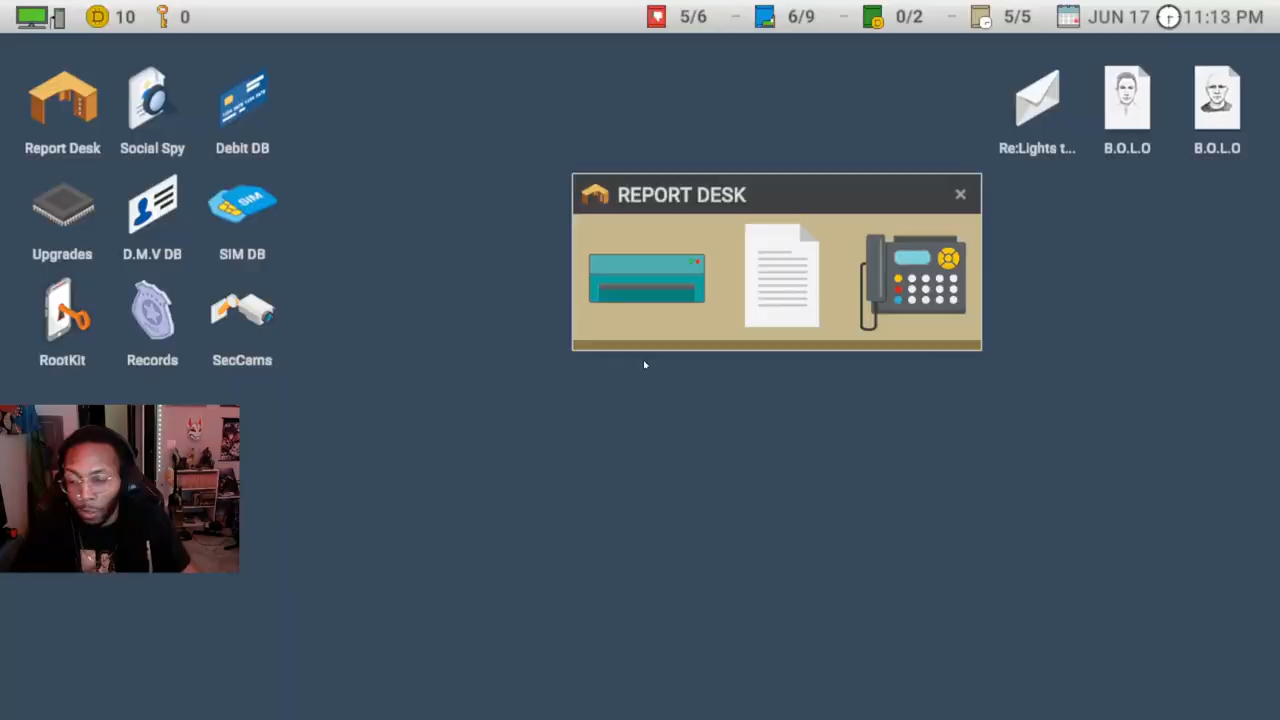 10 0 5/6 - 6/9 - 0/2 - 5/5 JUN 17 11:13 PM
Report Desk Social Spy Debit DB Re:Lights t... B.O.L.O B.O.L.O
REPORT DESK
Upgrades D.M.V DB SIM DB
RootKit Records SecCams